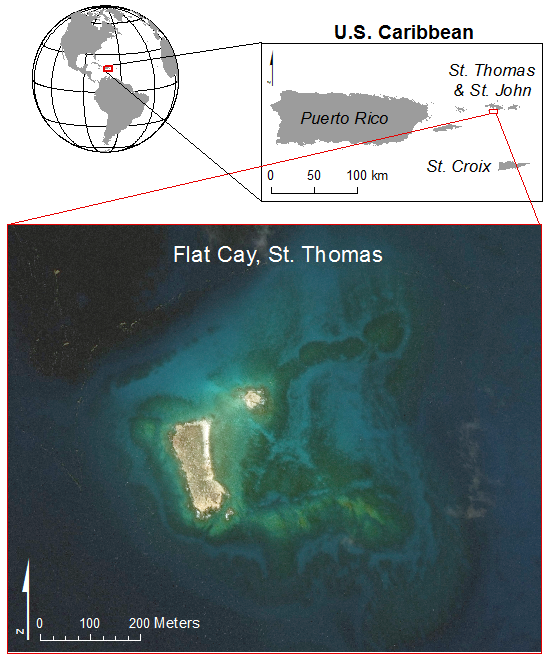 U.S. Caribbean
St. Thomas
& St. John
Puerto Rico
St. Croix
0 50 100 km
Flat Cay, St. Thomas
N
0 100 200 Meters